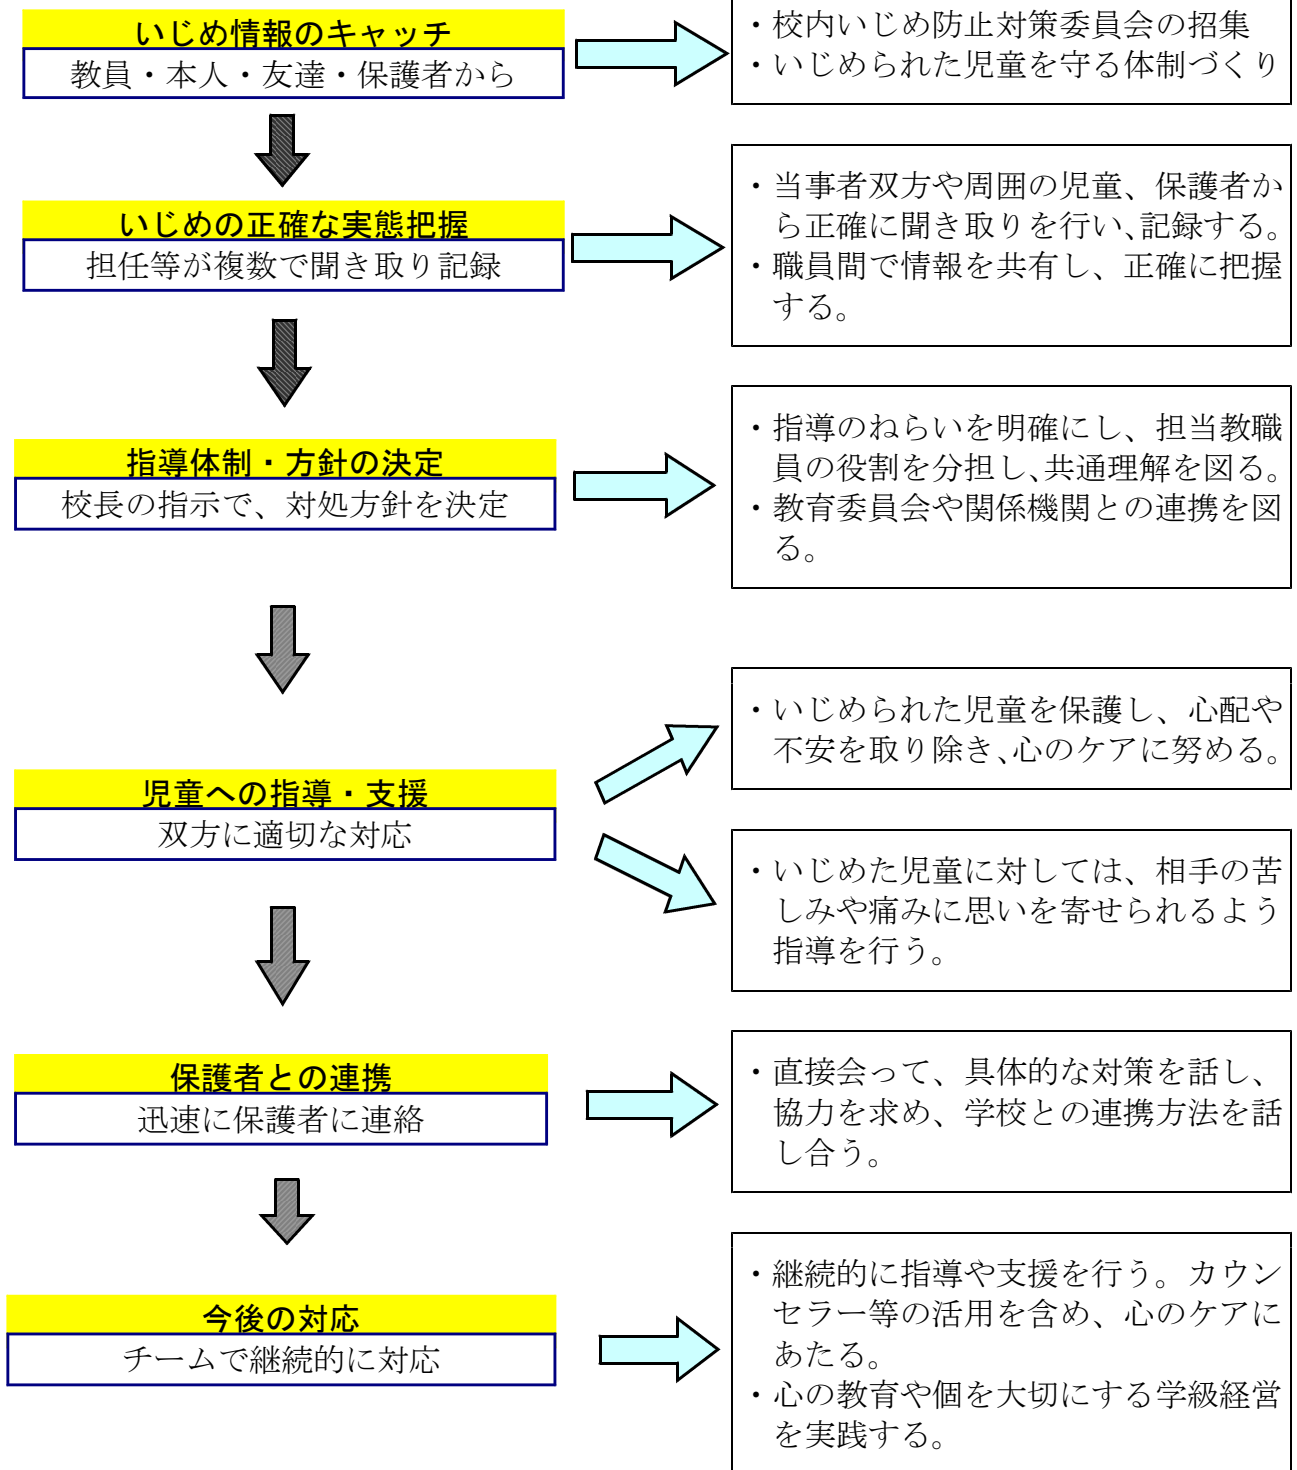 いじめ情報のキャッチ
教員・本人・友達・保護者から
・校内いじめ防止対策委員会の招集
・いじめられた児童を守る体制づくり
いじめの正確な実態把握
担任等が複数で聞き取り記録
・当事者双方や周囲の児童、保護者か
ら正確に聞き取りを行い、記録する。
・職員間で情報を共有し、正確に把握
する。
指導体制・方針の決定
校長の指示で、対処方針を決定
・指導のねらいを明確にし、担当教職
員の役割を分担し、共通理解を図る。
・教育委員会や関係機関との連携を図
る。
児童への指導・支援
双方に適切な対応
・いじめられた児童を保護し、心配や
不安を取り除き、心のケアに努める。
・いじめた児童に対しては、相手の苦
しみや痛みに思いを寄せられるよう
指導を行う。
保護者との連携
迅速に保護者に連絡
・直接会って、具体的な対策を話し、
協力を求め、学校との連携方法を話
し合う。
今後の対応
チームで継続的に対応
・継続的に指導や支援を行う。カウン
セラー等の活用を含め、心のケアに
あたる。
・心の教育や個を大切にする学級経営
を実践する。